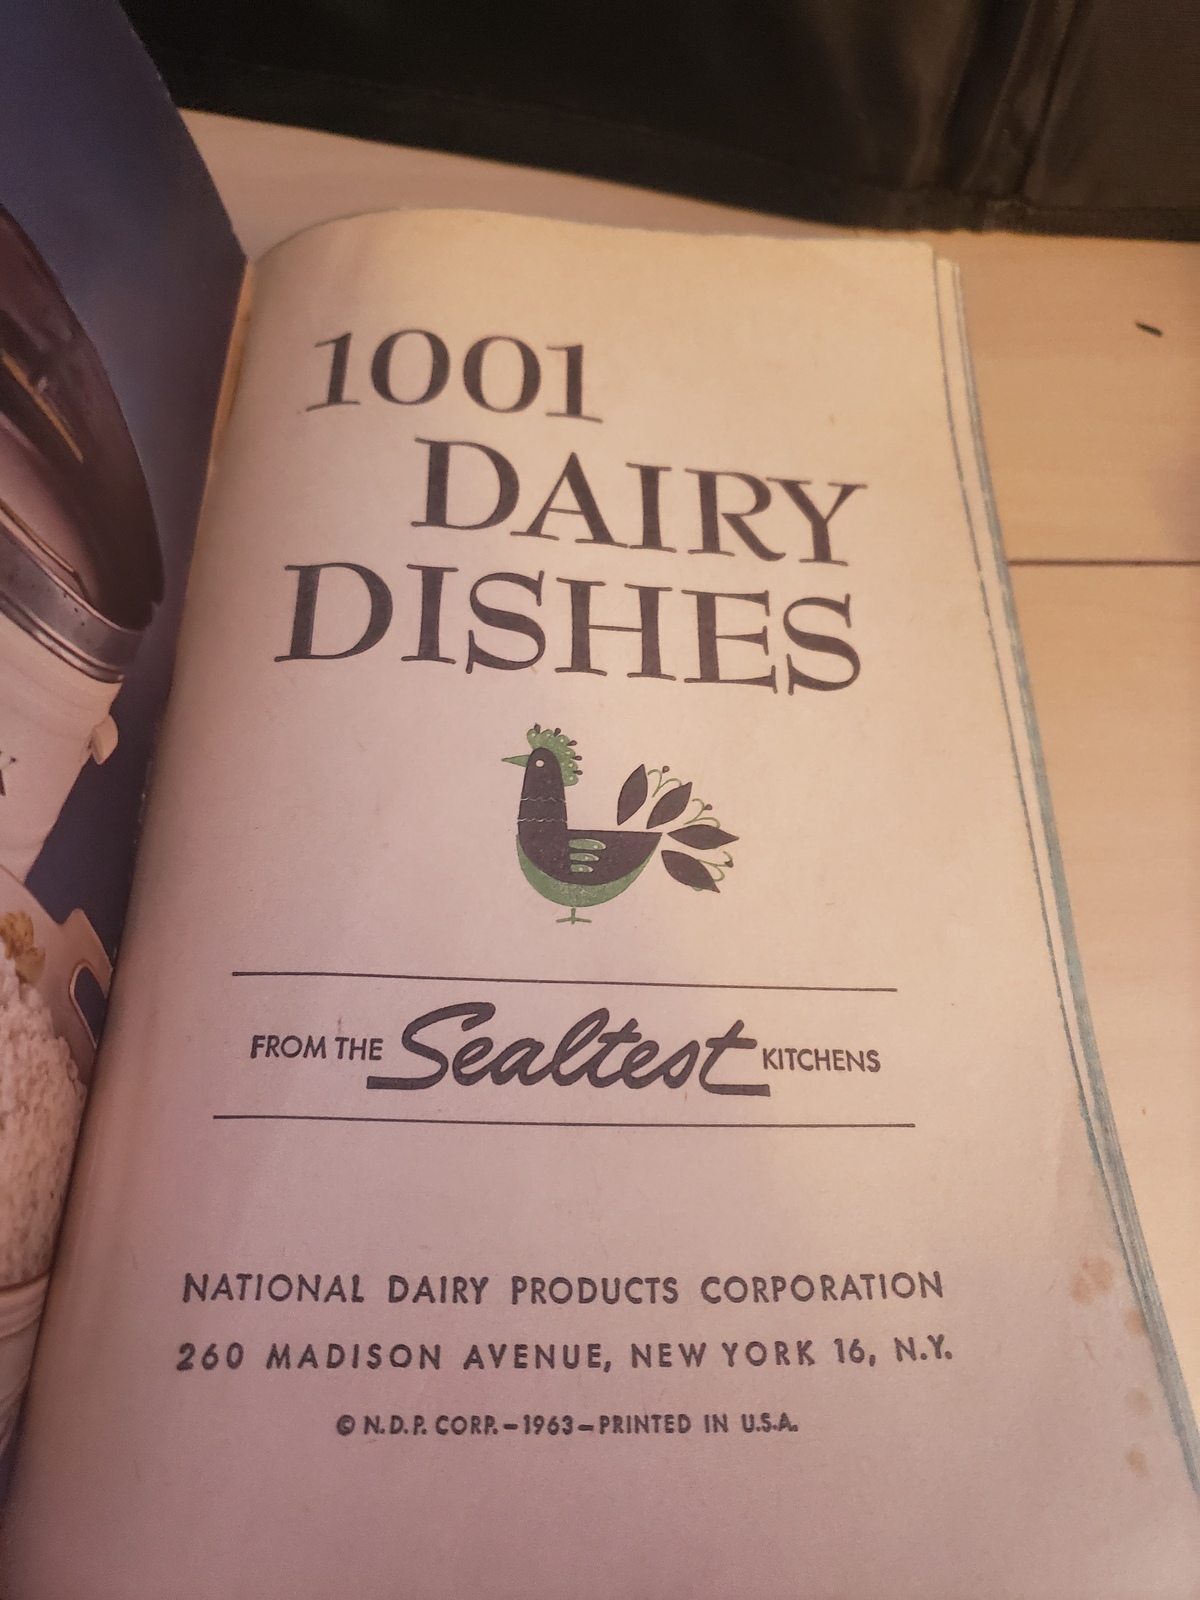 1001
DAIRY
DISHES
FROM THE Sealtest KITCHENS
NATIONAL DAIRY PRODUCTS CORPORATION
260 MADISON AVENUE, NEW YORK 16, N.Y.
© N.D.P. CORP.–1963–PRINTED IN U.S.A.